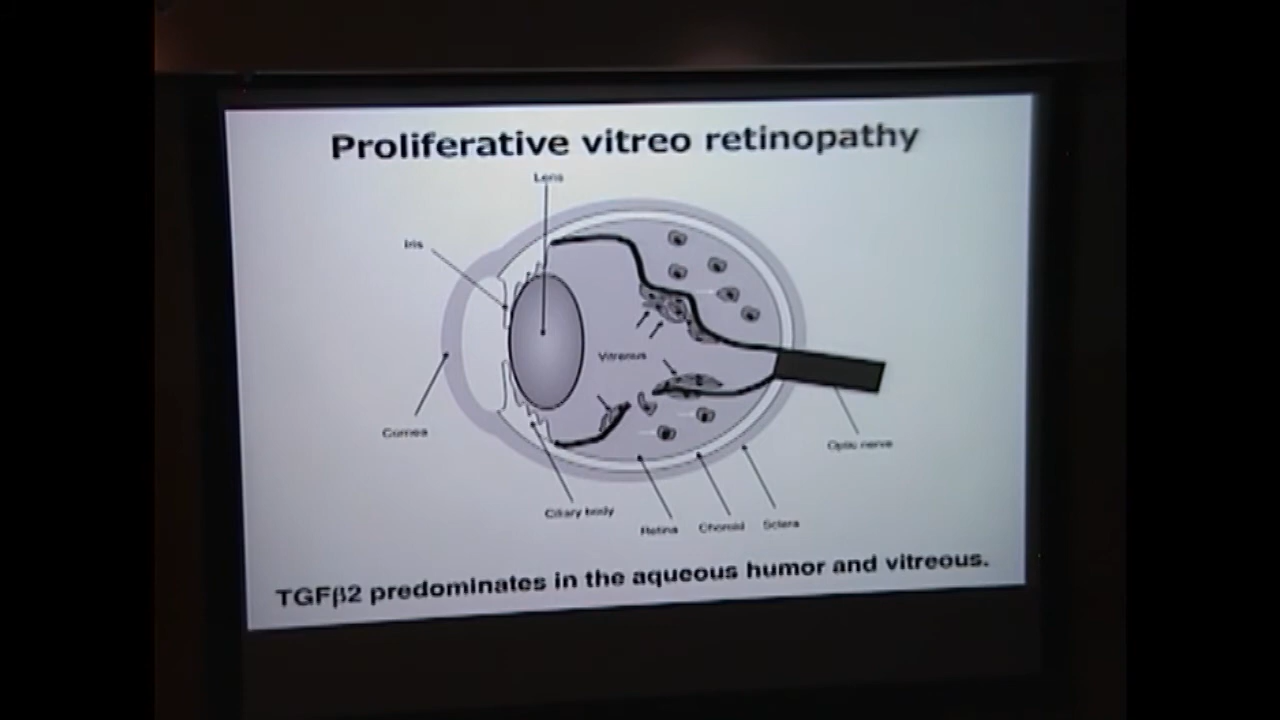 Proliferative vitreo retinopathy
Lens
Iris
Vitreous
Cornea
Optic nerve
Ciliary body
Retina
Choroid
Sclera
TGFβ2 predominates in the aqueous humor and vitreous.